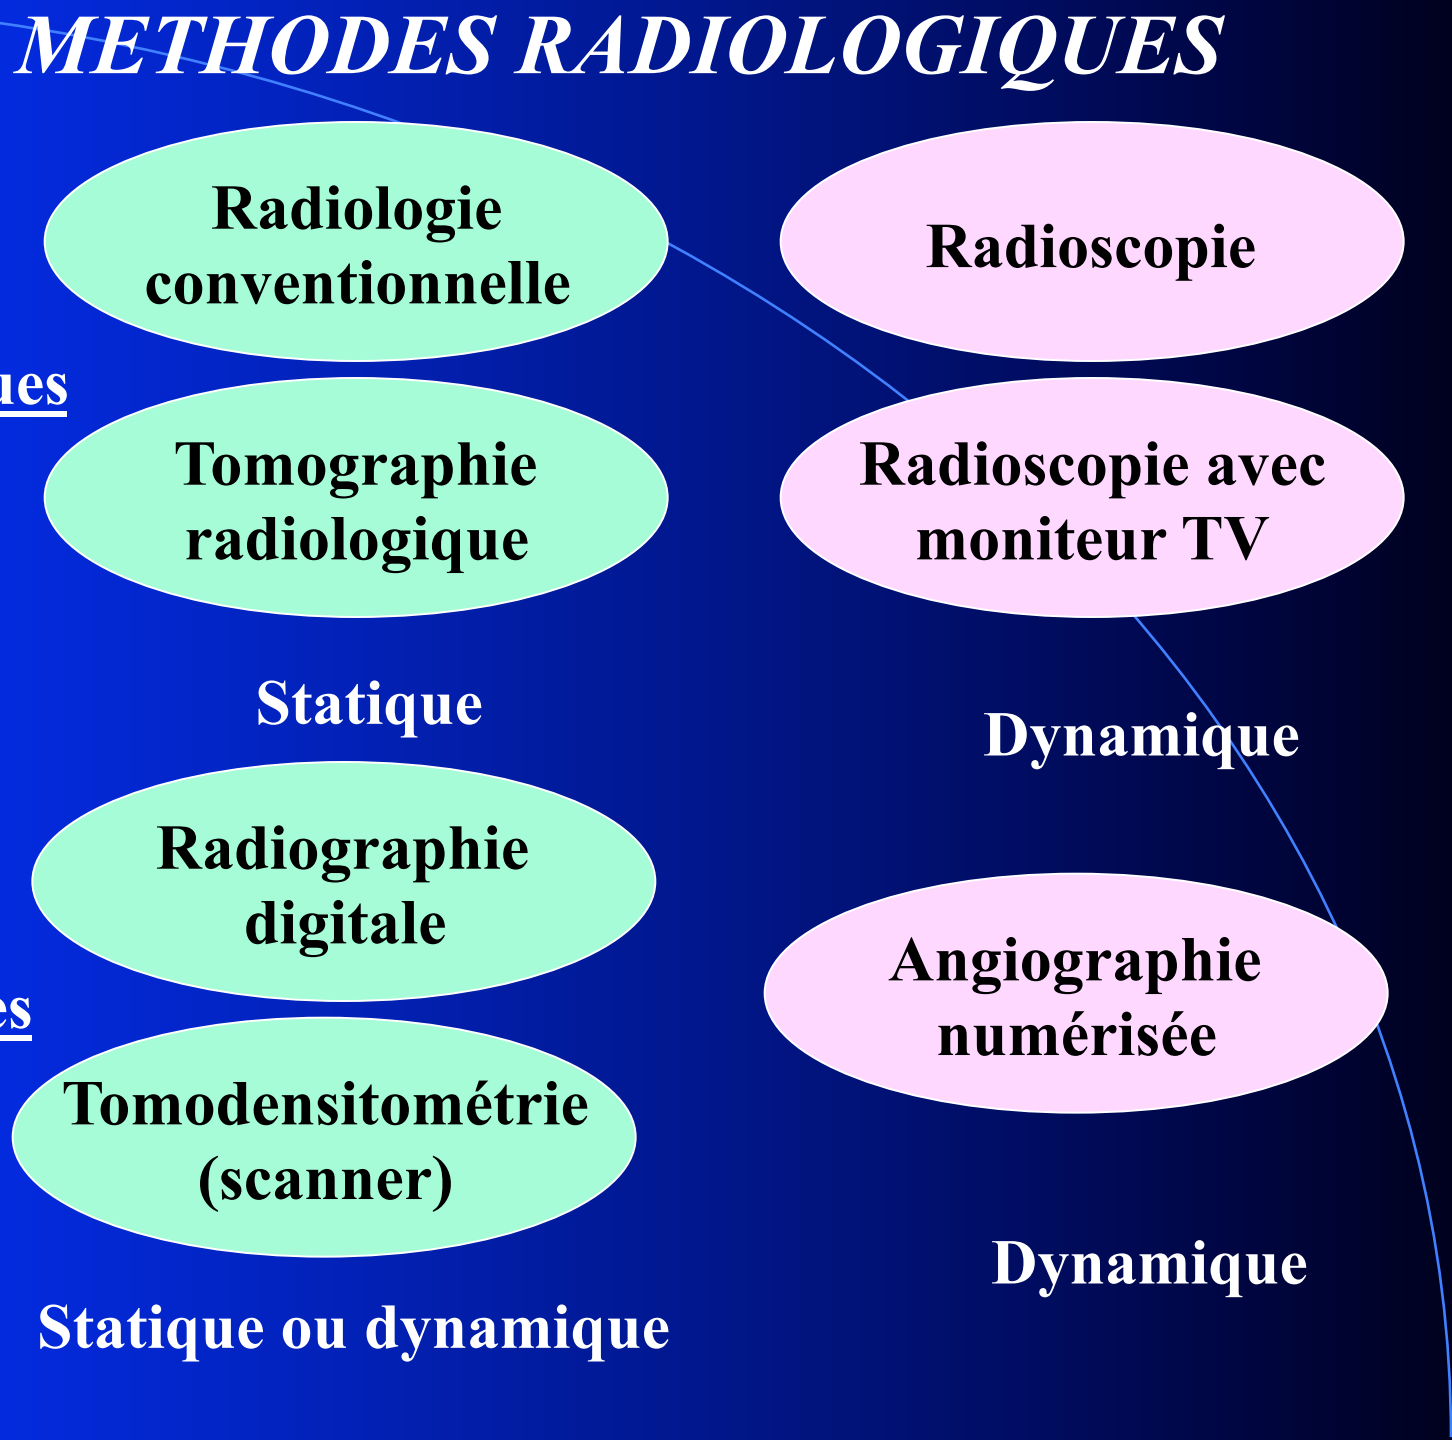 METHODES RADIOLOGIQUES
Radiologie
conventionnelle
Radioscopie
Tomographie
radiologique
Radioscopie avec
moniteur TV
Statique
Dynamique
Radiographie
digitale
Angiographie
numérisée
Tomodensitométrie
(scanner)
Dynamique
Statique ou dynamique